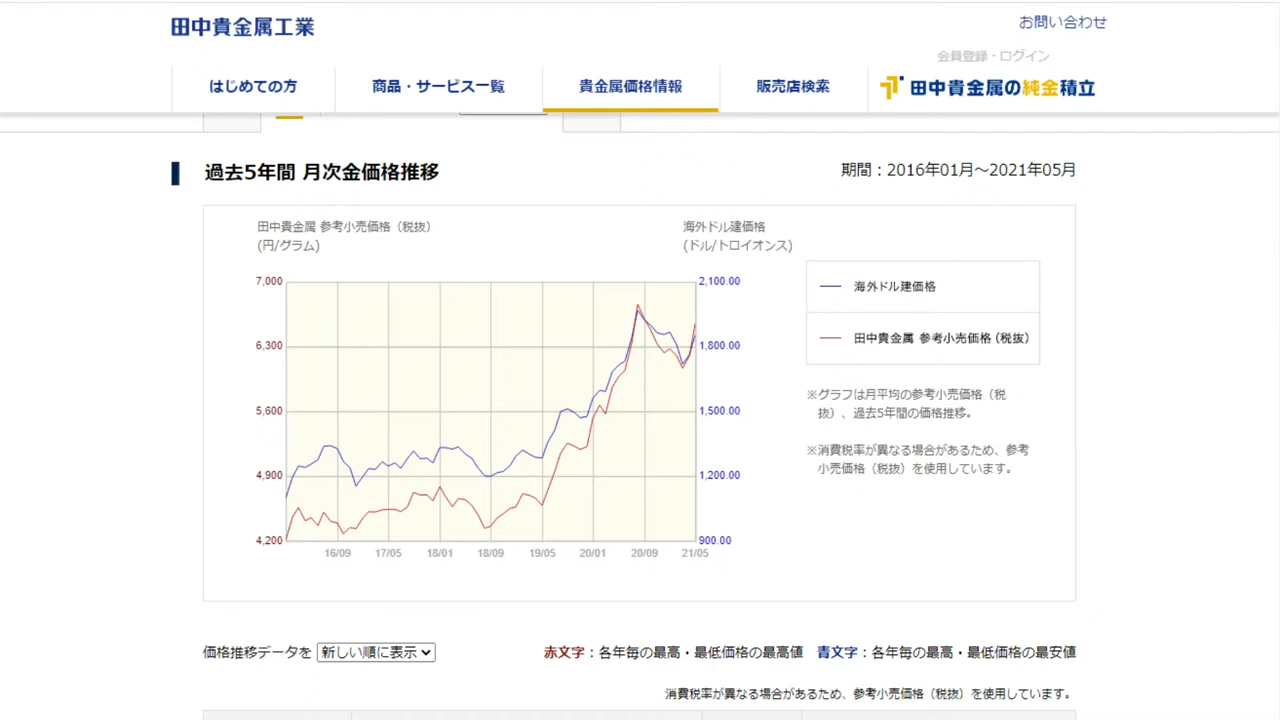 田中貴金属工業
お問い合わせ
会員登録・ログイン
はじめての方
商品・サービス一覧
貴金属価格情報
販売店検索
田中貴金属の純金積立
過去5年間 月次金価格推移
期間：2016年01月～2021年05月
田中貴金属 参考小売価格（税抜）
(円/グラム)
海外ドル建価格
(ドル/トロイオンス)
7,000
6,300
5,600
4,900
4,200
2,100.00
1,800.00
1,500.00
1,200.00
900.00
16/09
17/05
18/01
18/09
19/05
20/01
20/09
21/05
海外ドル建価格
田中貴金属 参考小売価格（税抜）
※グラフは月平均の参考小売価格（税
抜）、過去5年間の価格推移。
※消費税率が異なる場合があるため、参考
小売価格（税抜）を使用しています。
価格推移データを 新しい順に表示
赤文字：各年毎の最高・最低価格の最高値 青文字：各年毎の最高・最低価格の最安値
消費税率が異なる場合があるため、参考小売価格（税抜）を使用しています。